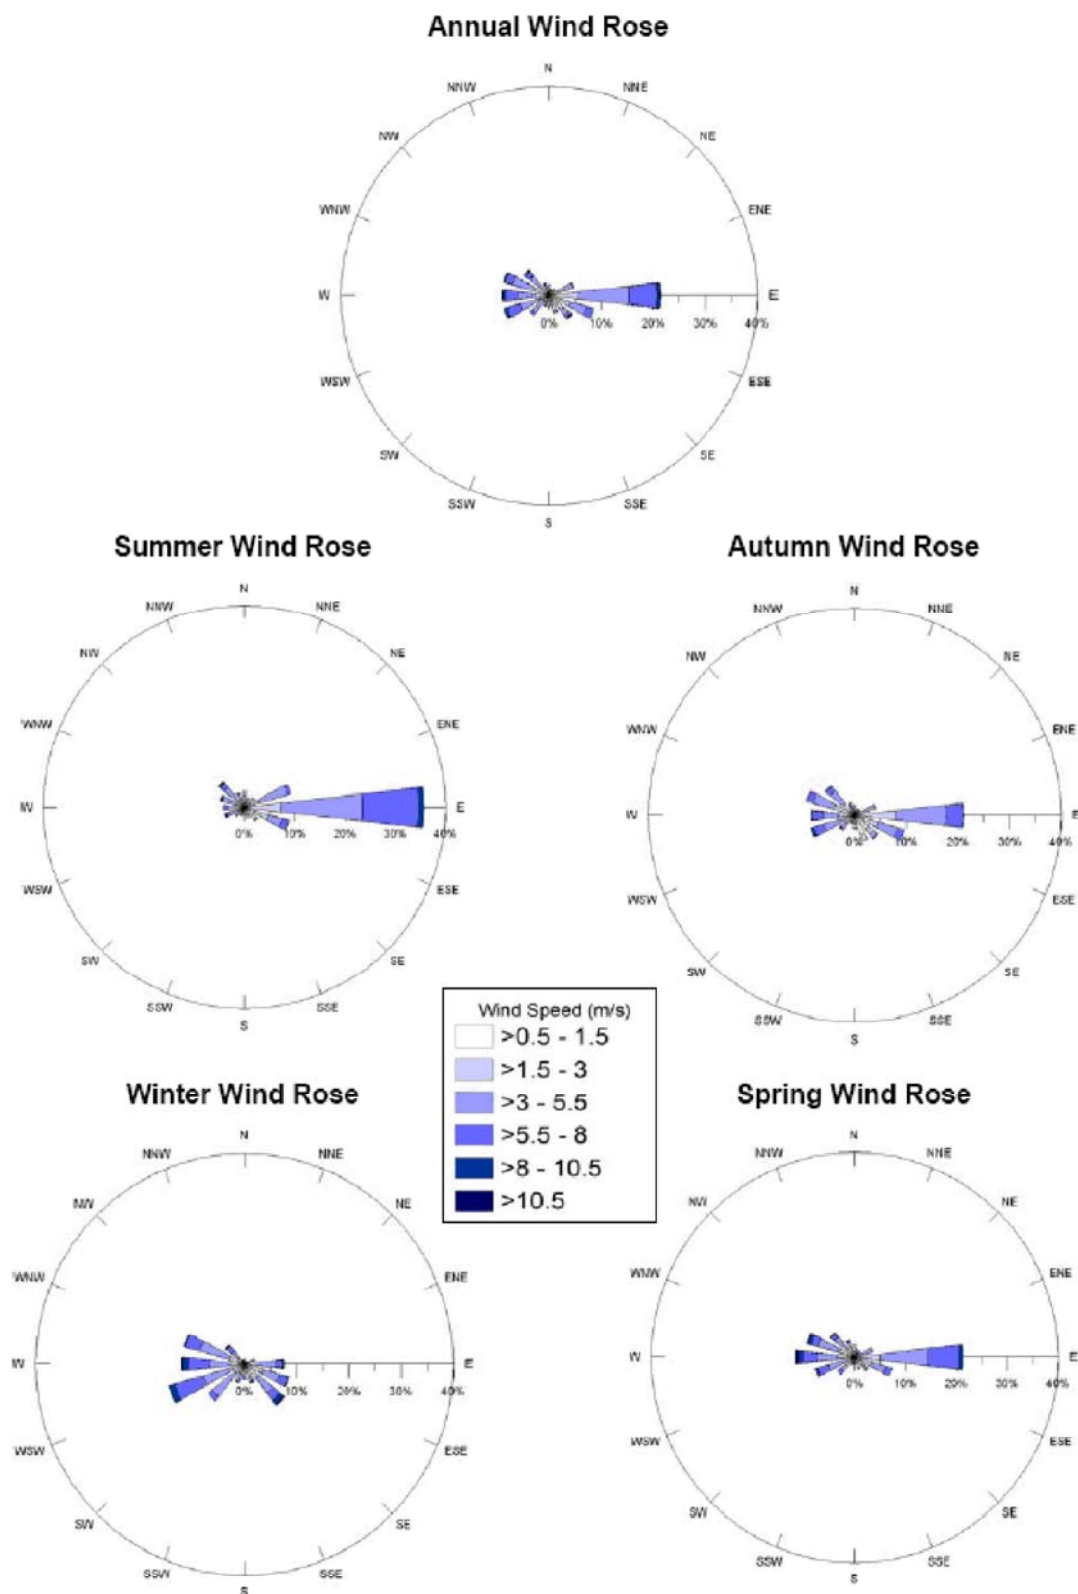 Annual Wind Rose
N
NNW
NNE
NW
NE
WNW
ENE
W
E
0%
10%
20%
30%
40%
WSW
ESE
SW
SE
SSW
SSE
S
Summer Wind Rose
N
NNW
NNE
NW
NE
WNW
ENE
W
E
0%
10%
20%
30%
40%
WSW
ESE
SW
SE
SSW
SSE
S
Autumn Wind Rose
N
NNW
NNE
NW
NE
WNW
ENE
W
E
0%
10%
20%
30%
40%
WSW
ESE
SW
SE
SSW
SSE
S
Wind Speed (m/s)
>0.5 - 1.5
>1.5 - 3
>3 - 5.5
>5.5 - 8
>8 - 10.5
>10.5
Winter Wind Rose
N
NNW
NNE
NW
NE
WNW
ENE
W
E
0%
10%
20%
30%
40%
WSW
ESE
SW
SE
SSW
SSE
S
Spring Wind Rose
N
NNW
NNE
NW
NE
WNW
ENE
W
E
0%
10%
20%
30%
40%
WSW
ESE
SW
SE
SSW
SSE
S